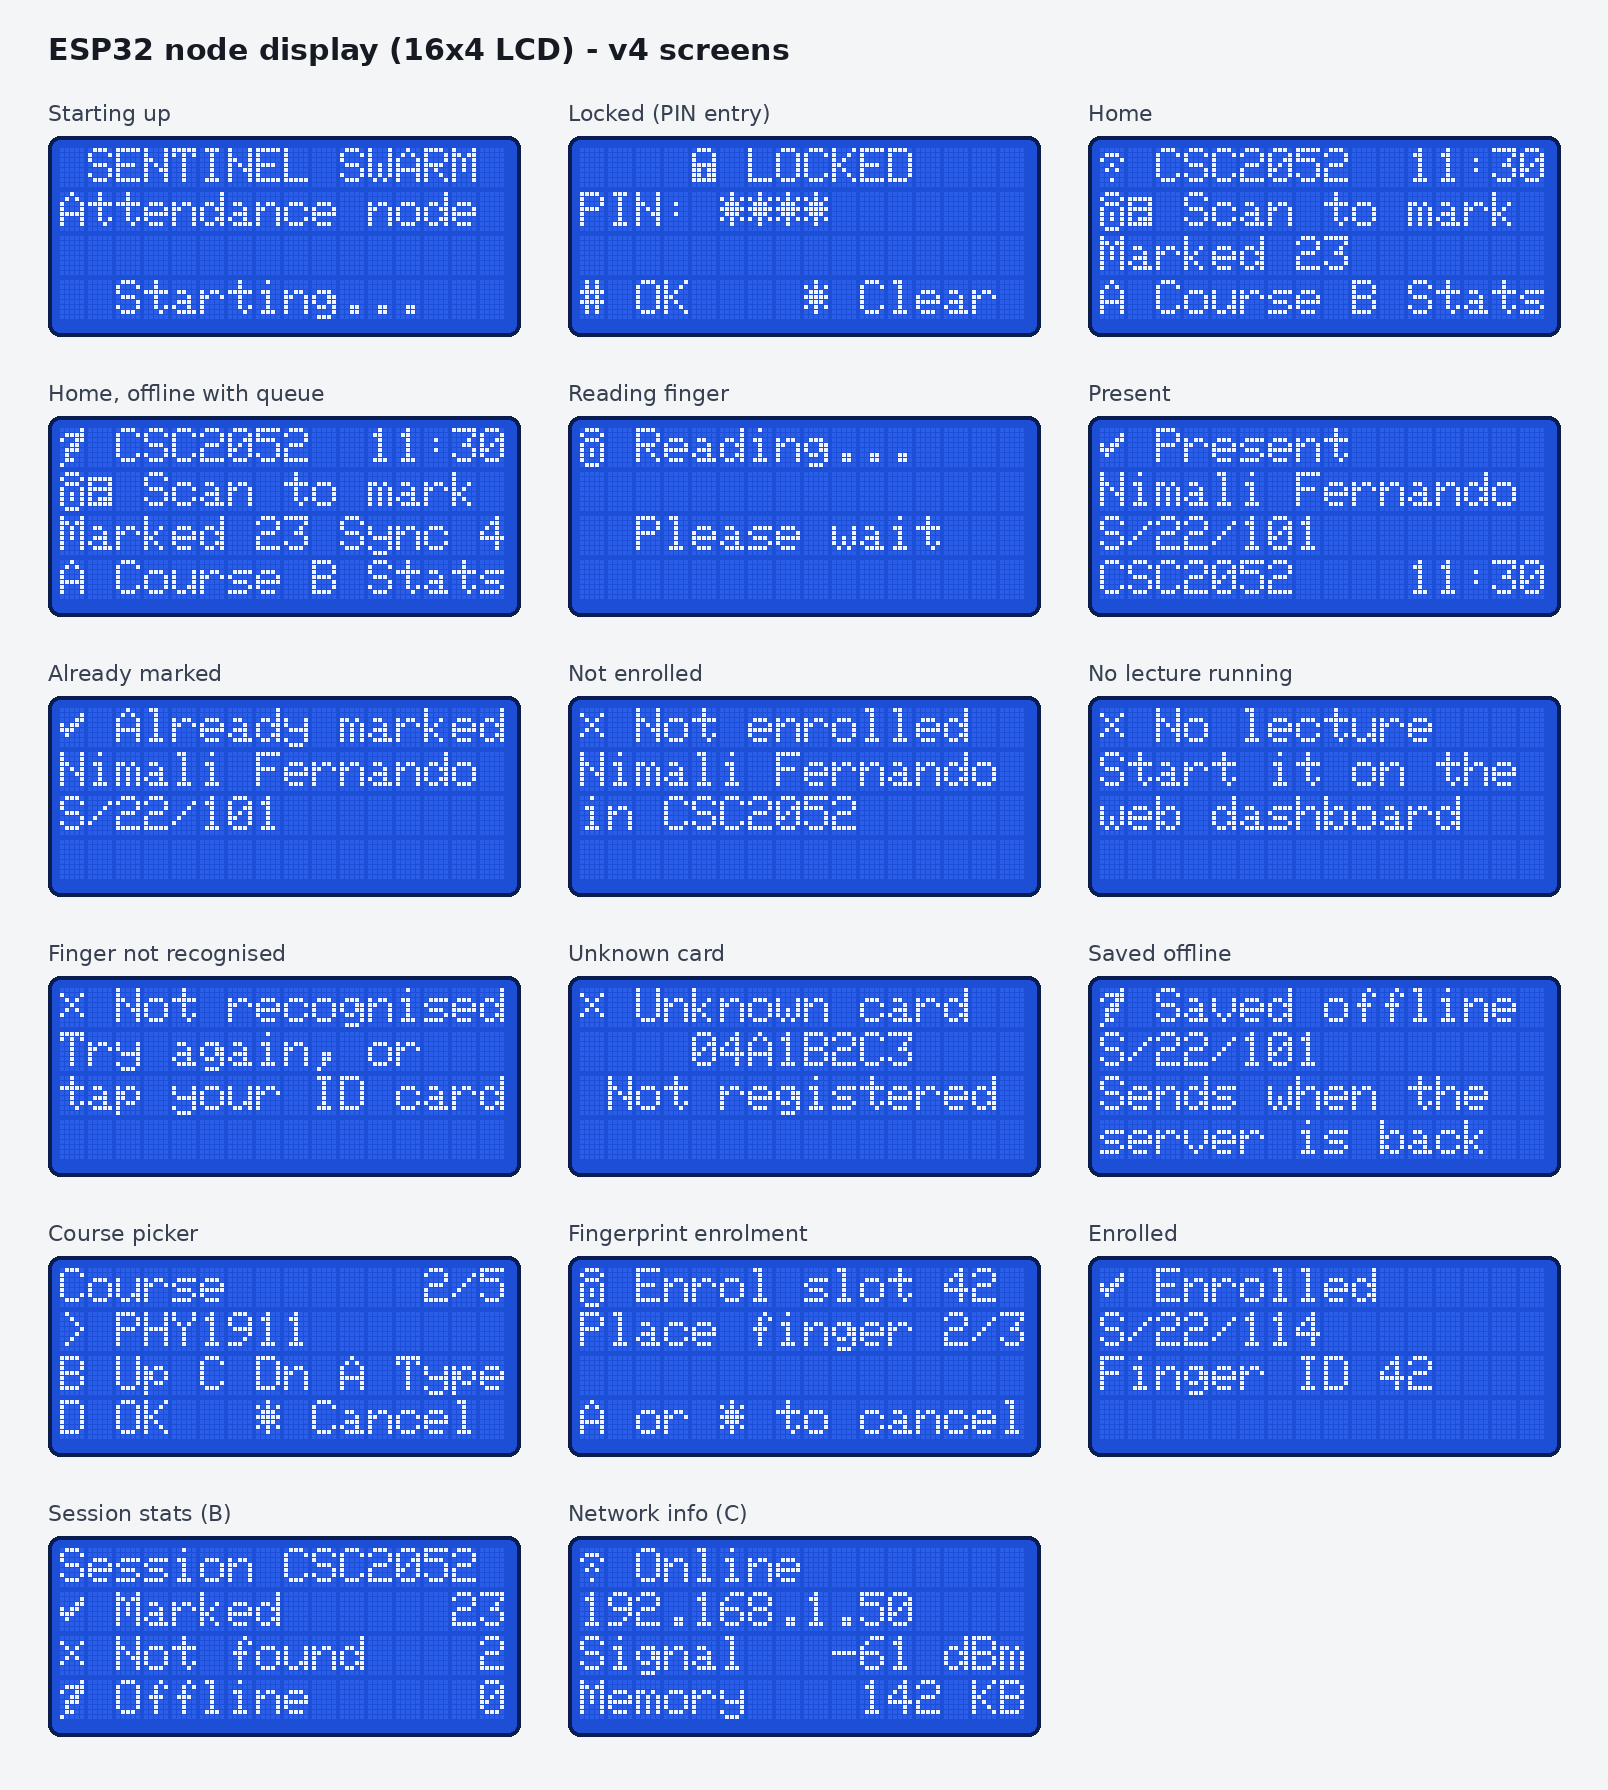 ESP32 node display (16x4 LCD) - v4 screens
Starting up
SENTINEL SWARM
Attendance node
Starting...
Locked (PIN entry)
LOCKED
PIN: ****
# OK * Clear
Home
CSC2052 11:30
Scan to mark
Marked 23
A Course B Stats
Home, offline with queue
CSC2052 11:30
Scan to mark
Marked 23 Sync 4
A Course B Stats
Reading finger
Reading...
Please wait
Present
✓ Present
Nimali Fernando
S/22/101
CSC2052 11:30
Already marked
✓ Already marked
Nimali Fernando
S/22/101
Not enrolled
× Not enrolled
Nimali Fernando
in CSC2052
No lecture running
× No lecture
Start it on the
web dashboard
Finger not recognised
× Not recognised
Try again, or
tap your ID card
Unknown card
× Unknown card
04A1B2C3
Not registered
Saved offline
Saved offline
S/22/101
Sends when the
server is back
Course picker
Course 2/5
> PHY1911
B Up C Dn A Type
D OK * Cancel
Fingerprint enrolment
Enrol slot 42
Place finger 2/3
A or * to cancel
Enrolled
✓ Enrolled
S/22/114
Finger ID 42
Session stats (B)
Session CSC2052
✓ Marked 23
× Not found 2
Offline 0
Network info (C)
Online
192.168.1.50
Signal -61 dBm
Memory 142 KB